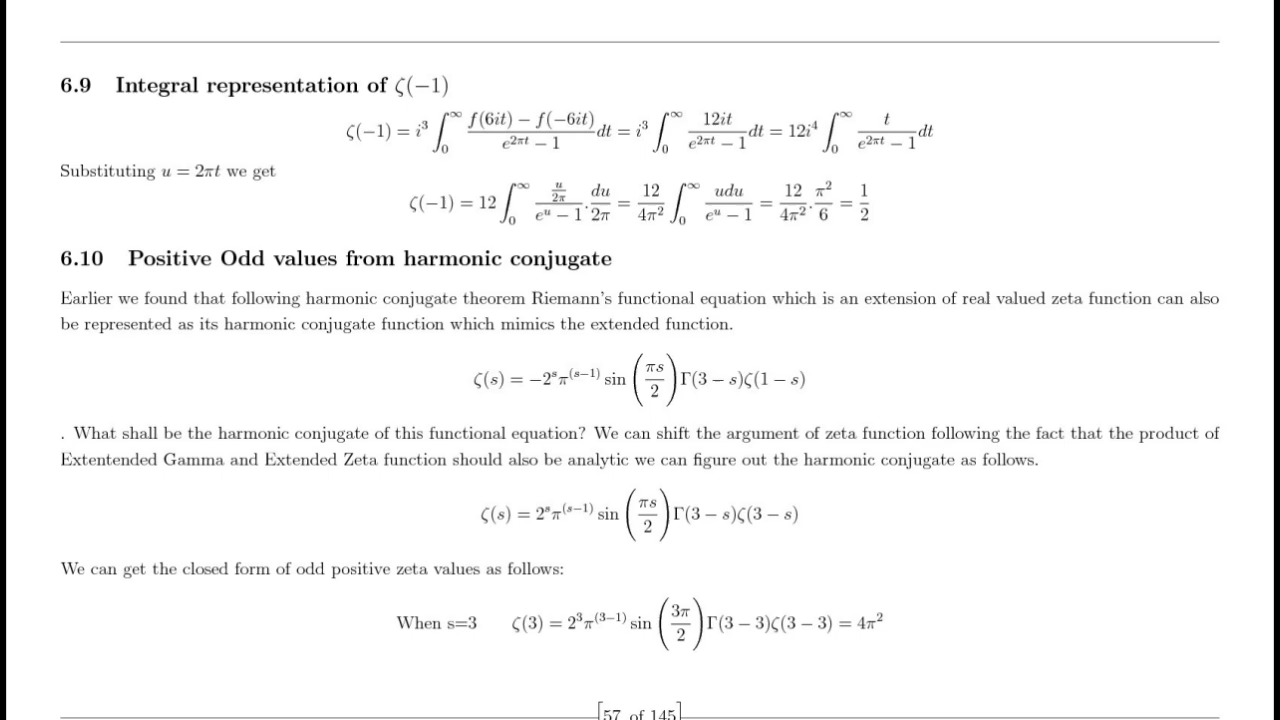 6.9 Integral representation of ζ(−1)
ζ(−1) = i³ ∫₀^∞ (f(6it) − f(−6it))/(e^{2πt} − 1) dt = i³ ∫₀^∞ 12it/(e^{2πt} − 1) dt = 12i⁴ ∫₀^∞ t/(e^{2πt} − 1) dt
Substituting u = 2πt we get
ζ(−1) = 12 ∫₀^∞ (u/2π)/(e^u − 1) . du/2π = 12/4π² ∫₀^∞ udu/(e^u − 1) = 12/4π² . π²/6 = 1/2
6.10 Positive Odd values from harmonic conjugate
Earlier we found that following harmonic conjugate theorem Riemann's functional equation which is an extension of real valued zeta function can also
be represented as its harmonic conjugate function which mimics the extended function.
ζ(s) = −2^s π^{(s−1)} sin(πs/2) Γ(3 − s)ζ(1 − s)
. What shall be the harmonic conjugate of this functional equation? We can shift the argument of zeta function following the fact that the product of
Extentended Gamma and Extended Zeta function should also be analytic we can figure out the harmonic conjugate as follows.
ζ(s) = 2^s π^{(s−1)} sin(πs/2) Γ(3 − s)ζ(3 − s)
We can get the closed form of odd positive zeta values as follows:
When s=3 ζ(3) = 2³π^{(3−1)} sin(3π/2) Γ(3 − 3)ζ(3 − 3) = 4π²
[57 of 145]